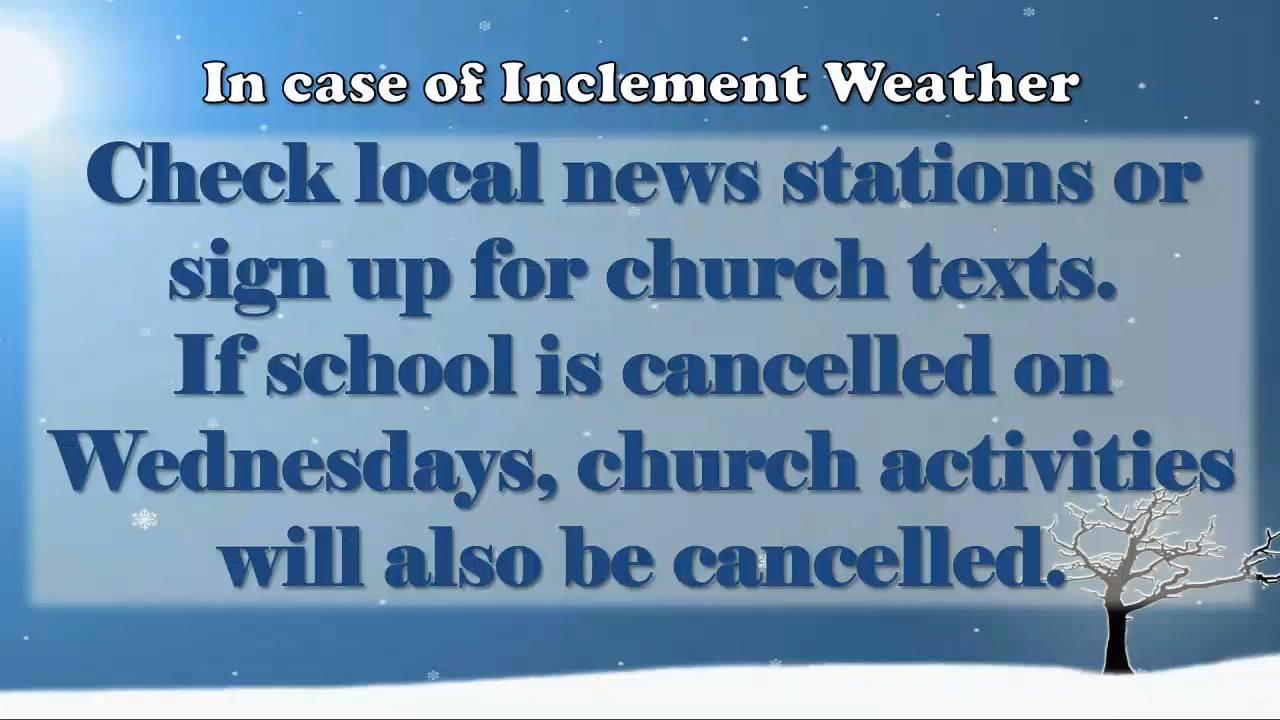 In case of Inclement Weather
Check local news stations or
sign up for church texts.
If school is cancelled on
Wednesdays, church activities
will also be cancelled.